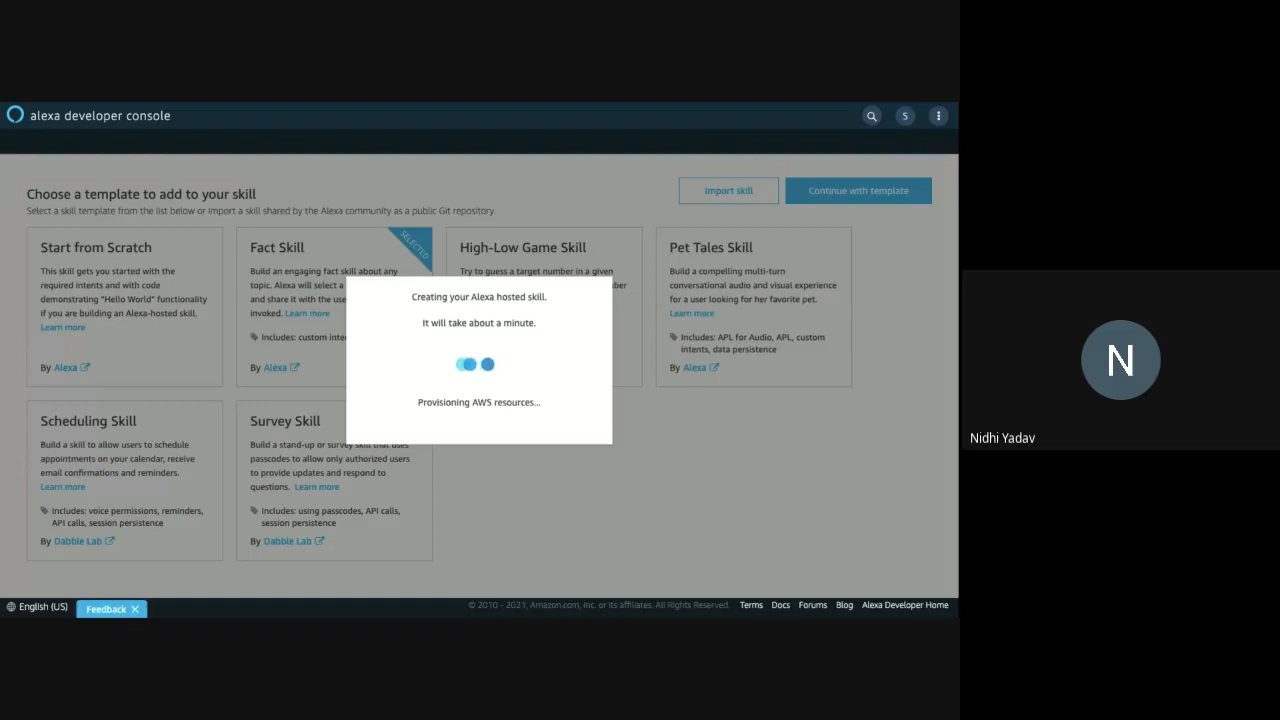 alexa developer console
S
Choose a template to add to your skill
Select a skill template from the list below or import a skill shared by the Alexa community as a public Git repository.
Import skill
Continue with template
Start from Scratch
This skill gets you started with the
required intents and with code
demonstrating "Hello World" functionality
if you are building an Alexa-hosted skill.
Learn more
By Alexa
SELECTED
Fact Skill
Build an engaging fact skill about any
topic. Alexa will select a
and share it with the use
invoked. Learn more
Includes: custom inte
By Alexa
High-Low Game Skill
Try to guess a target number in a given
ber
Pet Tales Skill
Build a compelling multi-turn
conversational audio and visual experience
for a user looking for her favorite pet.
Learn more
Includes: APL for Audio, APL, custom
intents, data persistence
By Alexa
Creating your Alexa hosted skill.
It will take about a minute.
Provisioning AWS resources...
Scheduling Skill
Build a skill to allow users to schedule
appointments on your calendar, receive
email confirmations and reminders.
Learn more
Includes: voice permissions, reminders,
API calls, session persistence
By Dabble Lab
Survey Skill
Build a stand-up or survey skill that uses
passcodes to allow only authorized users
to provide updates and respond to
questions. Learn more
Includes: using passcodes, API calls,
session persistence
By Dabble Lab
English (US)
Feedback
© 2010 - 2021, Amazon.com, Inc. or its affiliates. All Rights Reserved.
Terms
Docs
Forums
Blog
Alexa Developer Home
N
Nidhi Yadav